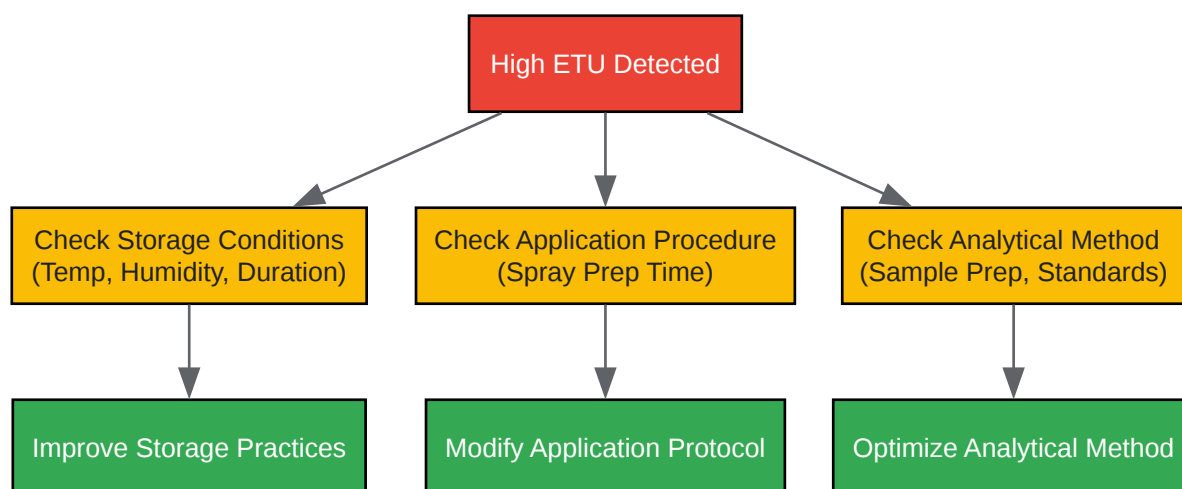 High ETU Detected
Check Storage Conditions
(Temp, Humidity, Duration)
Check Application Procedure
(Spray Prep Time)
Check Analytical Method
(Sample Prep, Standards)
Improve Storage Practices
Modify Application Protocol
Optimize Analytical Method